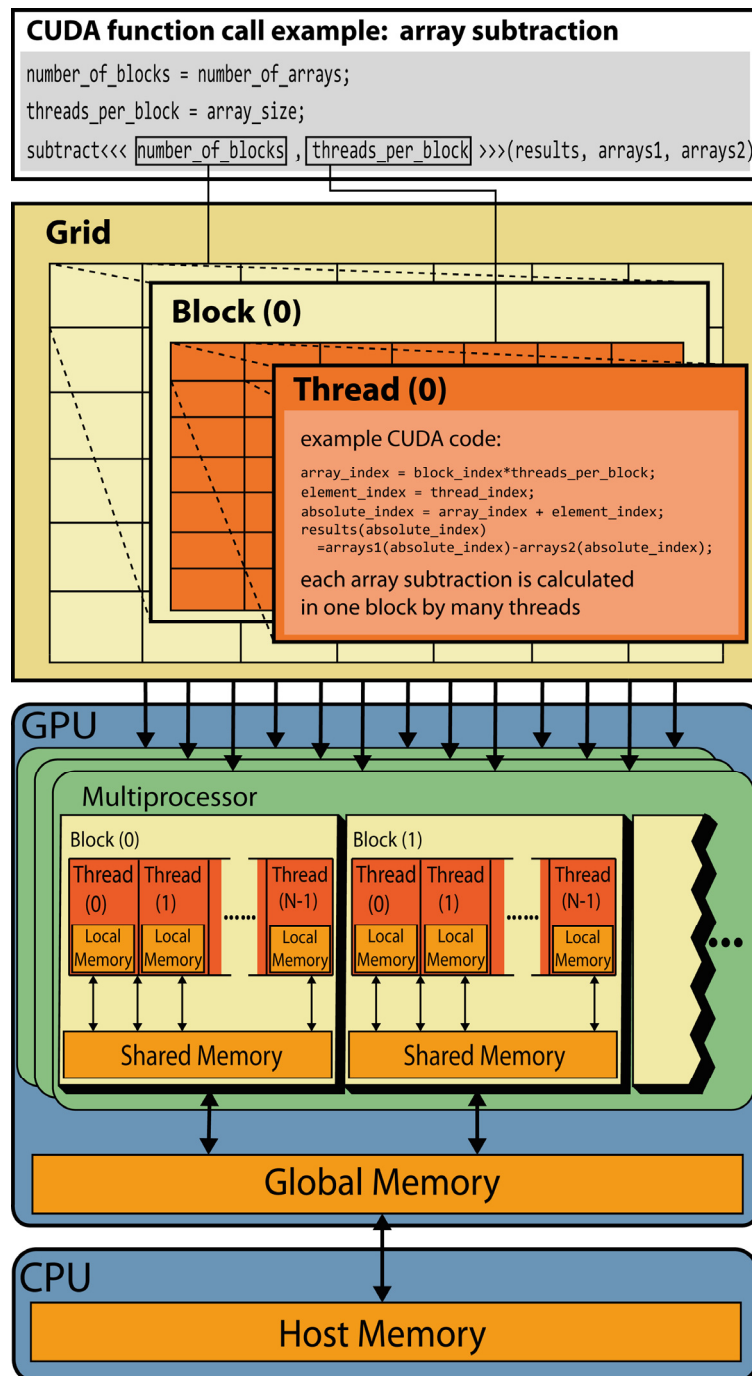 CUDA function call example: array subtraction
number_of_blocks = number_of_arrays;
threads_per_block = array_size;
subtract<<< number_of_blocks , threads_per_block >>>(results, arrays1, arrays2)
Grid
Block (0)
Thread (0)
example CUDA code:
array_index = block_index*threads_per_block;
element_index = thread_index;
absolute_index = array_index + element_index;
results(absolute_index)
=arrays1(absolute_index)-arrays2(absolute_index);
each array subtraction is calculated
in one block by many threads
GPU
Multiprocessor
Block (0)
Thread (0)
Local Memory
Thread (1)
Local Memory
......
Thread (N-1)
Local Memory
Shared Memory
Block (1)
Thread (0)
Local Memory
Thread (1)
Local Memory
......
Thread (N-1)
Local Memory
Shared Memory
...
Global Memory
CPU
Host Memory